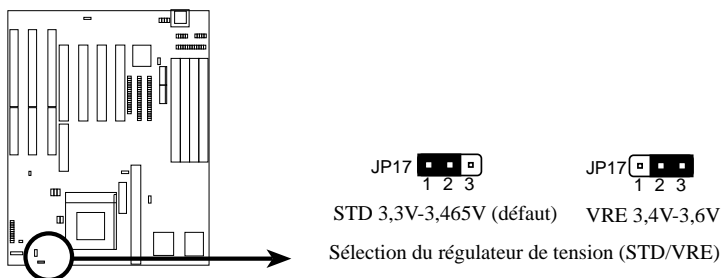 JP17 JP17
1 2 3 1 2 3
STD 3,3V-3,465V (défaut) VRE 3,4V-3,6V
Sélection du régulateur de tension (STD/VRE)